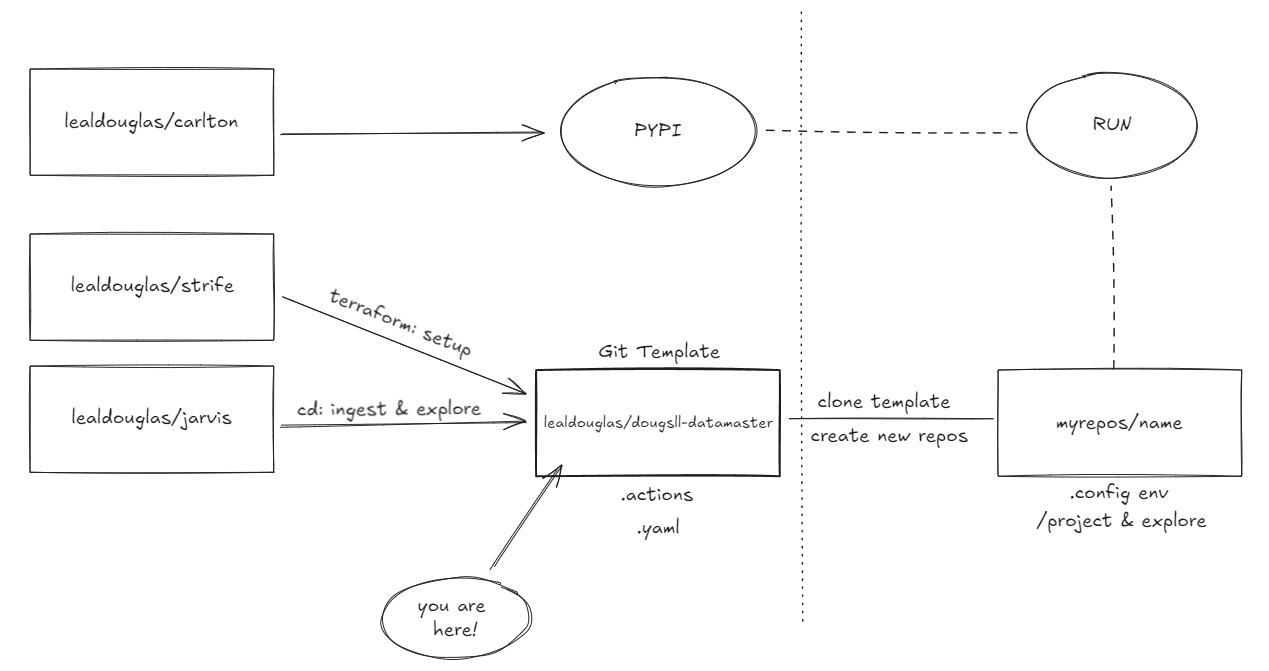 lealdouglas/carlton
PYPI
RUN
lealdouglas/strife
terraform: setup
Git Template
lealdouglas/jarvis
cd: ingest & explore
lealdouglas/dougsll-datamaster
clone template
create new repos
myrepos/name
.actions
.yaml
.config env
/project & explore
you are
here!